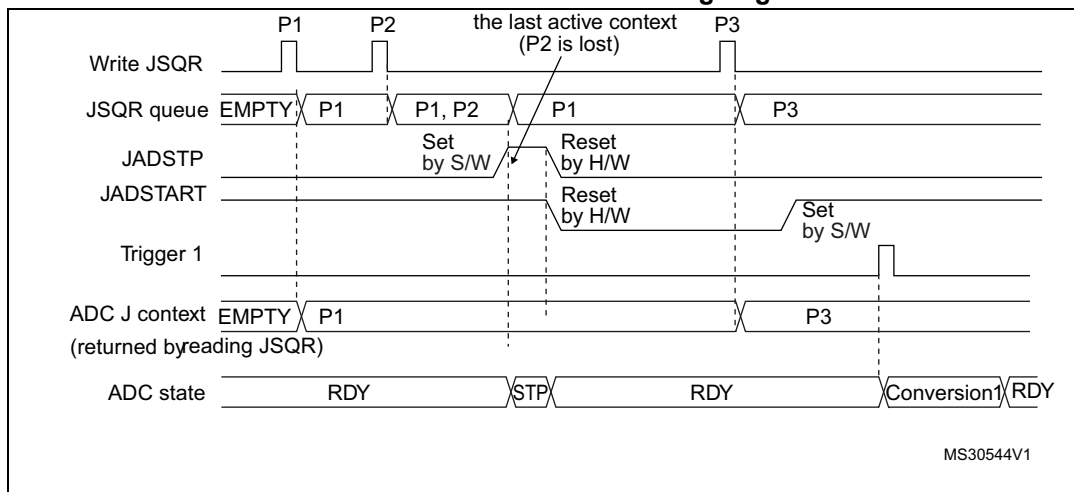 P1 P2 the last active context P3
(P2 is lost)
Write JSQR
JSQR queue EMPTY P1 P1, P2 P1 P3
Set Reset
JADSTP by S/W by H/W
JADSTART Reset Set
by H/W by S/W
Trigger 1
ADC J context EMPTY P1 P3
(returned byreading JSQR)
ADC state RDY STP RDY Conversion1 RDY
MS30544V1